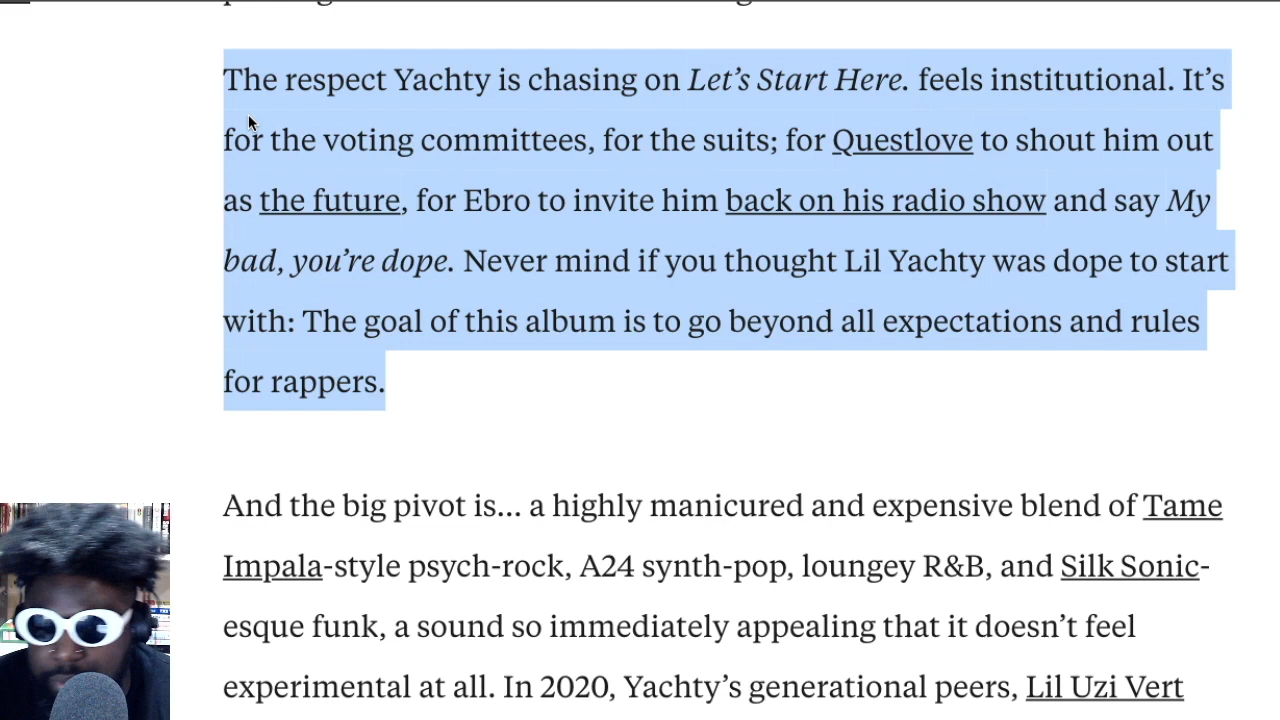 The respect Yachty is chasing on Let’s Start Here. feels institutional. It’s
for the voting committees, for the suits; for Questlove to shout him out
as the future, for Ebro to invite him back on his radio show and say My
bad, you’re dope. Never mind if you thought Lil Yachty was dope to start
with: The goal of this album is to go beyond all expectations and rules
for rappers.
And the big pivot is… a highly manicured and expensive blend of Tame
Impala-style psych-rock, A24 synth-pop, loungey R&B, and Silk Sonic-
esque funk, a sound so immediately appealing that it doesn’t feel
experimental at all. In 2020, Yachty’s generational peers, Lil Uzi Vert